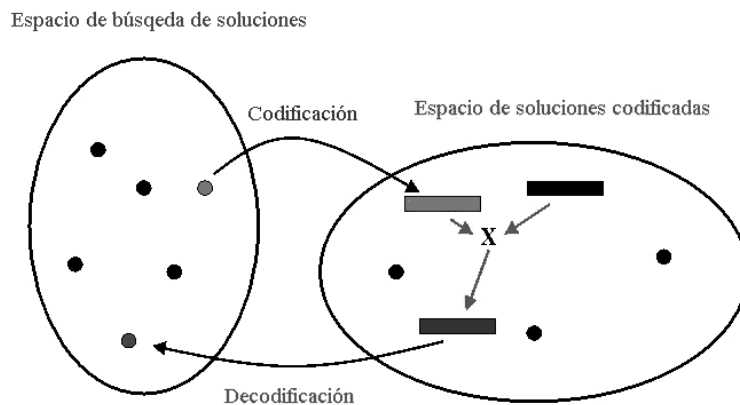 Espacio de búsqeda de soluciones
Codificación
Espacio de soluciones codificadas
X
Decodificación